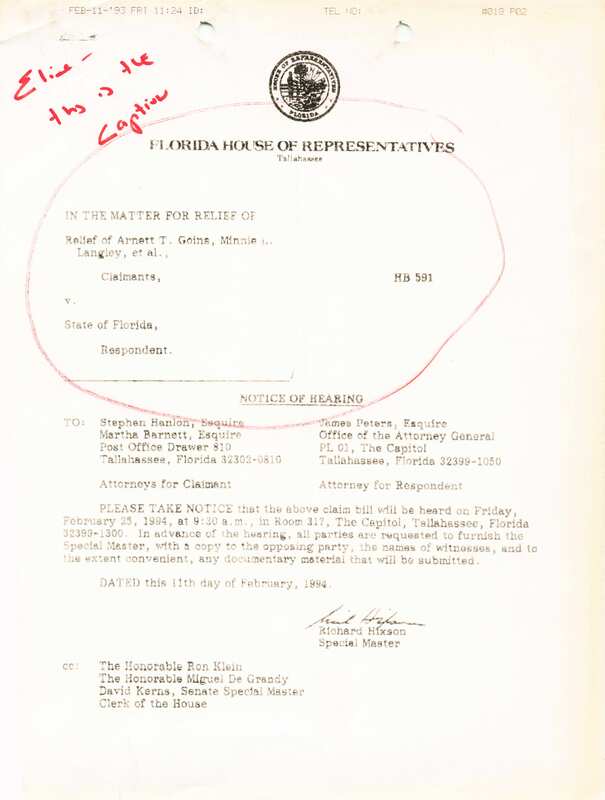 FEB-11-'93 FRI 11:24 ID: TEL NO: #019 P02
Eline-
this is the
Caption
HOUSE OF REPRESENTATIVES
FLORIDA
FLORIDA HOUSE OF REPRESENTATIVES
Tallahassee
IN THE MATTER FOR RELIEF OF
Relief of Arnett T. Goins, Minnie L.
Langley, et al.,
Claimants, HB 591
v.
State of Florida,
Respondent.
NOTICE OF HEARING
TO: Stephen Hanlon, Esquire James Peters, Esquire
Martha Barnett, Esquire Office of the Attorney General
Post Office Drawer 810 PL 01, The Capitol
Tallahassee, Florida 32302-0810 Tallahassee, Florida 32399-1050
Attorneys for Claimant Attorney for Respondent
PLEASE TAKE NOTICE that the above claim bill will be heard on Friday,
February 25, 1994, at 9:30 a.m., in Room 317, The Capitol, Tallahassee, Florida
32399-1300. In advance of the hearing, all parties are requested to furnish the
Special Master, with a copy to the opposing party, the names of witnesses, and to
the extent convenient, any documentary material that will be submitted.
DATED this 11th day of February, 1994.
Richard Hixson
Special Master
cc: The Honorable Ron Klein
The Honorable Miguel De Grandy
David Kerns, Senate Special Master
Clerk of the House